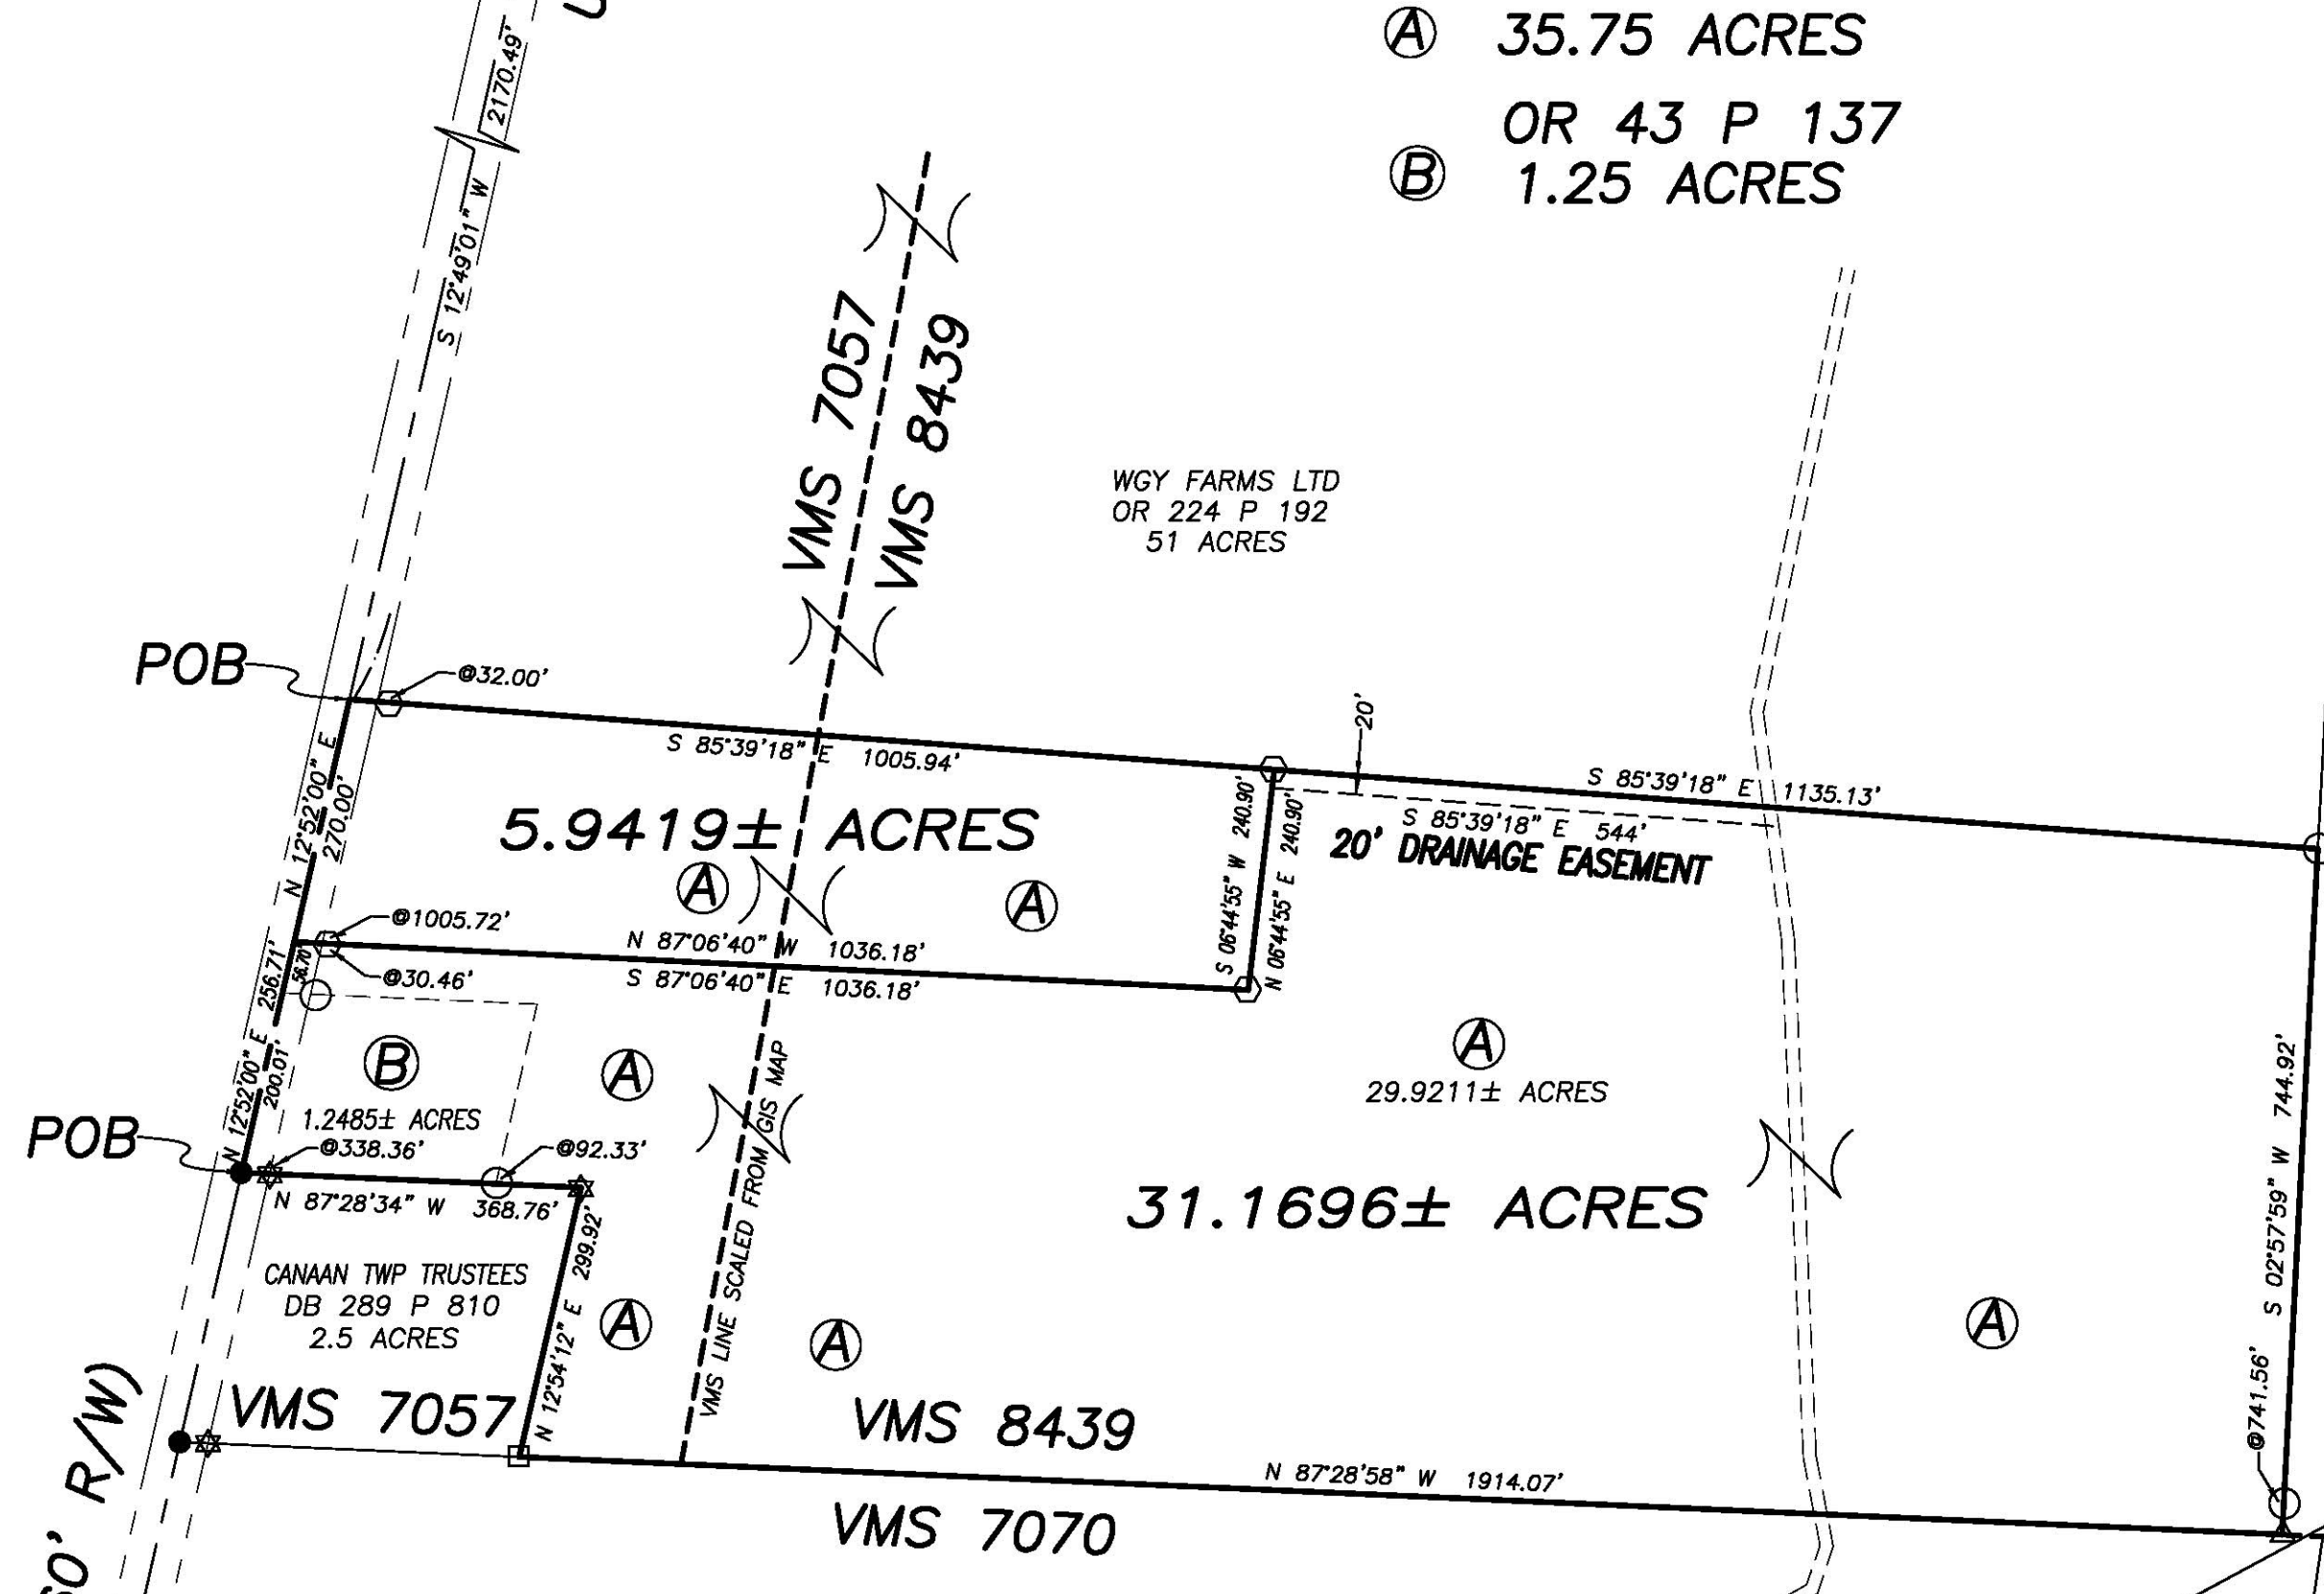 A 35.75 ACRES
OR 43 P 137
B 1.25 ACRES
2170.49'
S 12°49'01" W
VMS 7057
VMS 8439
WGY FARMS LTD
OR 224 P 192
51 ACRES
POB
@32.00'
S 85°39'18" E 1005.94'
20'
S 85°39'18" E 1135.13'
N 12°52'00" E
270.00'
5.9419± ACRES
S 85°39'18" E 544'
20' DRAINAGE EASEMENT
S 06°44'55" W 240.90'
N 06°44'55" E 240.90'
A
A
@1005.72'
N 87°06'40" W 1036.18'
S 87°06'40" E 1036.18'
@30.46'
56.70'
N 12°52'00" E 256.71'
200.01'
B
1.2485± ACRES
A
A
29.9211± ACRES
POB
@338.36'
@92.33'
N 87°28'34" W 368.76'
31.1696± ACRES
VMS LINE SCALED FROM GIS MAP
S 02°57'59" W 744.92'
CANAAN TWP TRUSTEES
DB 289 P 810
2.5 ACRES
N 12°54'12" E 299.92'
A
A
A
@741.56'
VMS 7057
VMS 8439
N 87°28'58" W 1914.07'
VMS 7070
60' R/W)